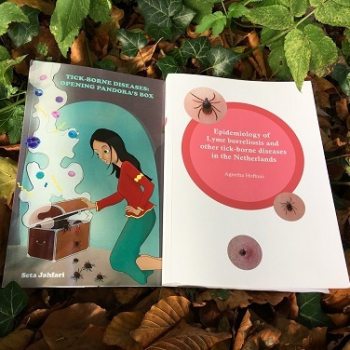 TICK-BORNE DISEASES:
OPENING PANDORA'S BOX
Seta Jahfari
Epidemiology of
Lyme borreliosis and
other tick-borne diseases
in the Netherlands
Agnetha Hofhuis